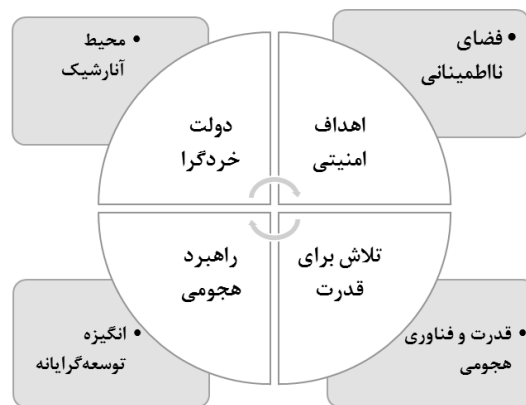 • فضای
نااطمینانی
• محیط
آنارشیک
اهداف
امنیتی
دولت
خردگرا
تلاش برای
قدرت
راهبرد
هجومی
• قدرت و فناوری
هجومی
• انگیزه
توسعه‌گرایانه